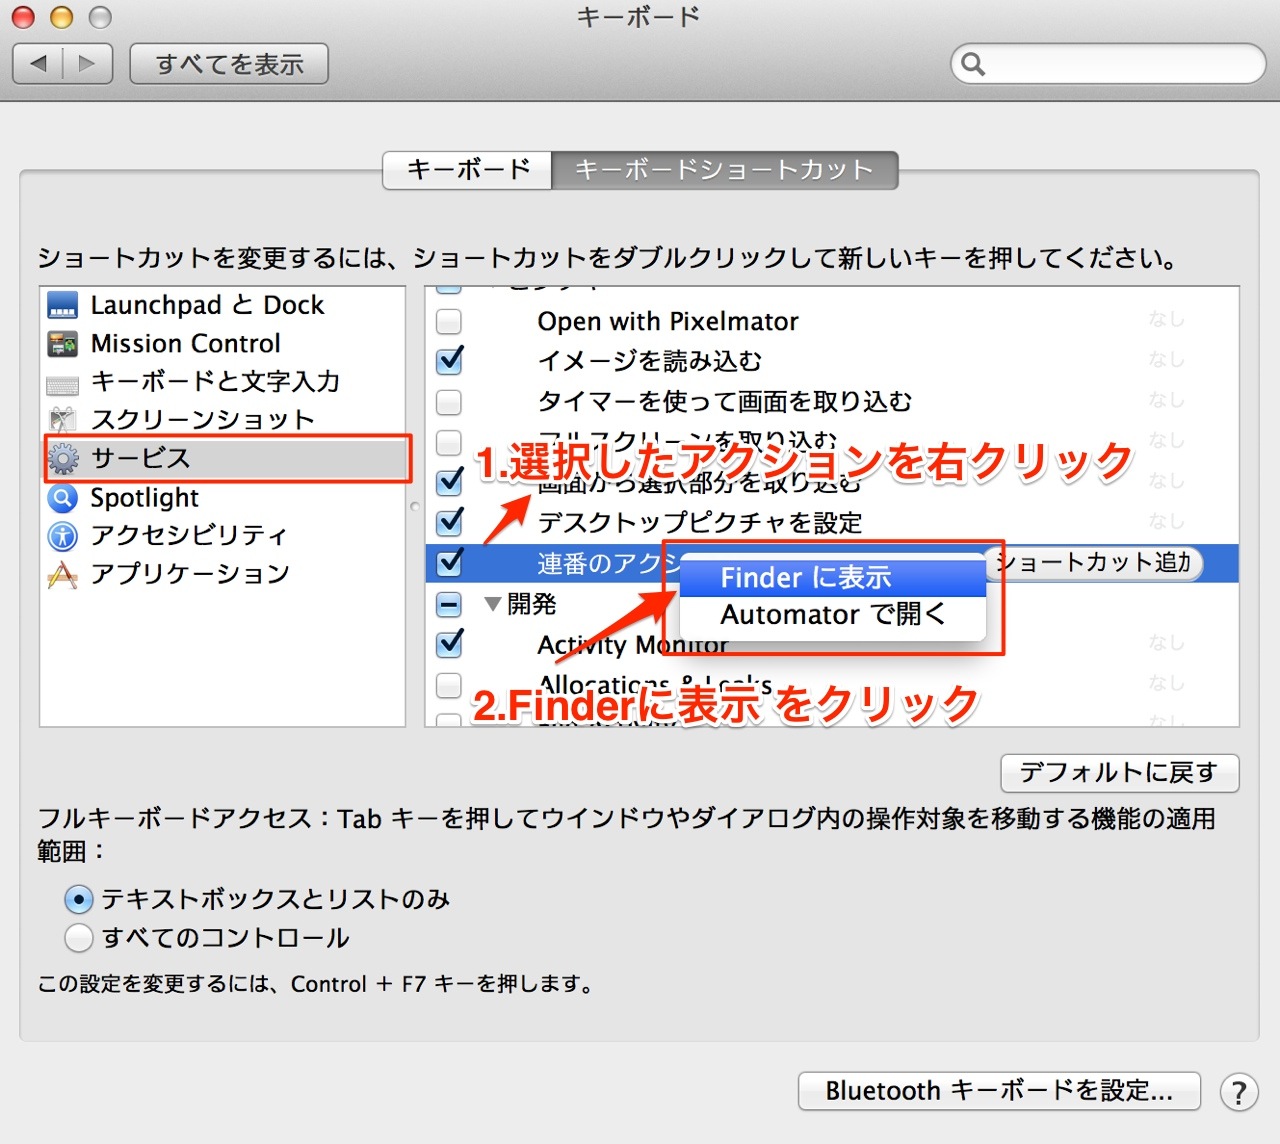 キーボード
すべてを表示
キーボード
キーボードショートカット
ショートカットを変更するには、ショートカットをダブルクリックして新しいキーを押してください。
Launchpad と Dock
Mission Control
キーボードと文字入力
スクリーンショット
サービス
Spotlight
アクセシビリティ
アプリケーション
Open with Pixelmator なし
イメージを読み込む なし
タイマーを使って画面を取り込む なし
フルスクリーンを取り込む なし
1.選択したアクションを右クリック
画面から選択部分を取り込む なし
デスクトップピクチャを設定 なし
連番のアクシ
ショートカット追加
Finder に表示
Automator で開く
開発
Activity Monitor なし
Allocations & Leaks なし
2.Finderに表示 をクリック
なし
デフォルトに戻す
フルキーボードアクセス：Tab キーを押してウインドウやダイアログ内の操作対象を移動する機能の適用
範囲：
テキストボックスとリストのみ
すべてのコントロール
この設定を変更するには、Control + F7 キーを押します。
Bluetooth キーボードを設定...
?